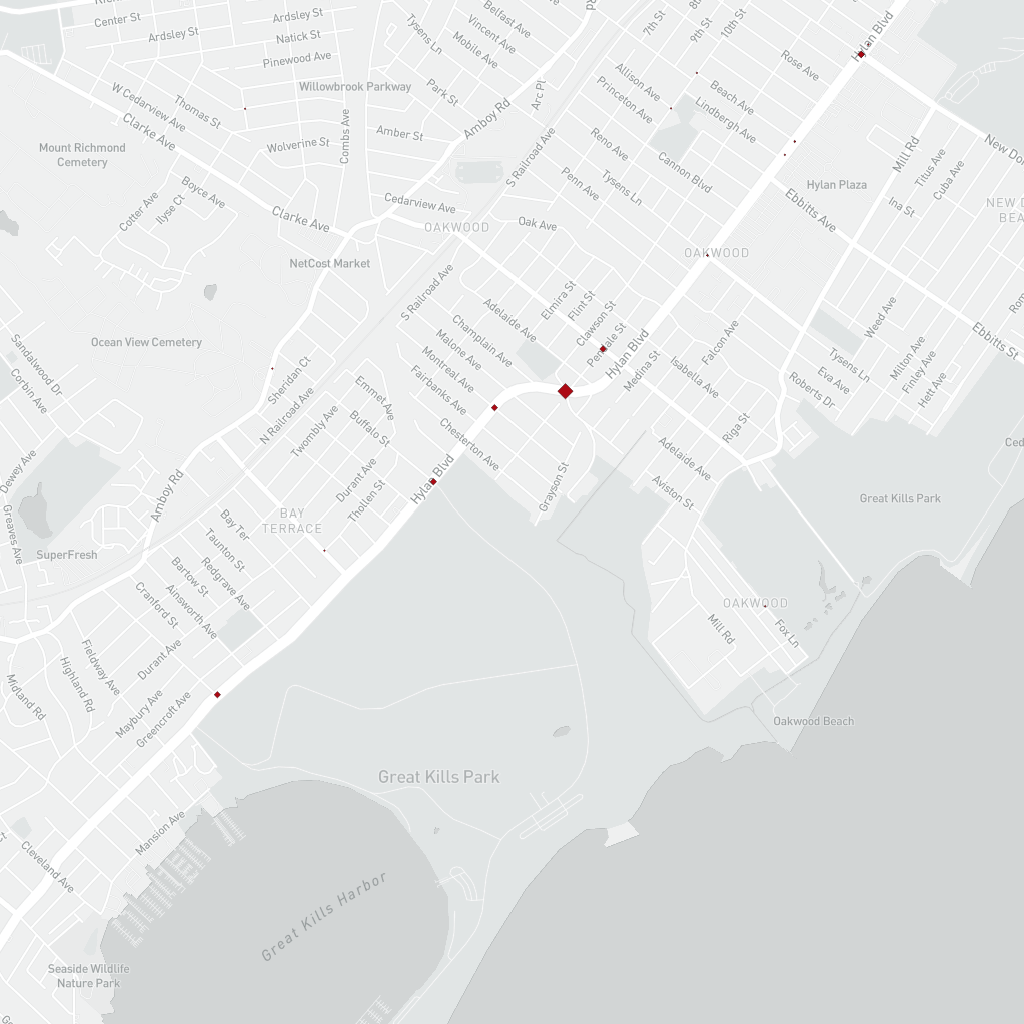 Center St
Ardsley St
Ardsley St
Natick St
Pinewood Ave
Tysens Ln
Belfast Ave
Vincent Ave
Mobile Ave
Park St
Arc Pl
Amboy Rd
7th St
9th St
10th St
Rose Ave
Hylan Blvd
Willowbrook Parkway
W Cedarview Ave
Thomas St
Clarke Ave
Combs Ave
Amber St
Wolverine St
Allison Ave
Princeton Ave
Beach Ave
Lindbergh Ave
Mount Richmond
Cemetery
S Railroad Ave
Reno Ave
Cannon Blvd
Mill Rd
Titus Ave
Cuba Ave
Boyce Ave
Cotter Ave
Ilyse Ct
Cedarview Ave
Penn Ave
Tysens Ln
Hylan Plaza
Ebbitts Ave
Ina St
Clarke Ave
OAKWOOD
Oak Ave
NetCost Market
OAKWOOD
S Railroad Ave
Adelaide Ave
Elmira St
Flint St
Clawson St
Hylan Blvd
Medina St
Falcon Ave
Weed Ave
Ebbitts St
Ocean View Cemetery
Champlain Ave
Malone Ave
Montreal Ave
Fairbanks Ave
Isabella Ave
Tysens Ln
Eva Ave
Roberts Dr
Milton Ave
Finley Ave
Hett Ave
Sandalwood Dr
Corbin Ave
Sheridan Ct
N Railroad Ave
Twombly Ave
Emmet Ave
Buffalo St
Chesterton Ave
Riga St
Adelaide Ave
Dewey Ave
Greaves Ave
Amboy Rd
Durant Ave
Thollen St
Hylan Blvd
Grayson St
Aviston St
Great Kills Park
BAY
TERRACE
Bay Ter
Taunton St
Redgrave Ave
SuperFresh
Bartow St
Ainsworth Ave
Cranford St
Durant Ave
OAKWOOD
Mill Rd
Fox Ln
Fieldway Ave
Highland Rd
Midland Rd
Maybury Ave
Greencroft Ave
Oakwood Beach
Great Kills Park
Mansion Ave
Cleveland Ave
Great Kills Harbor
Seaside Wildlife
Nature Park